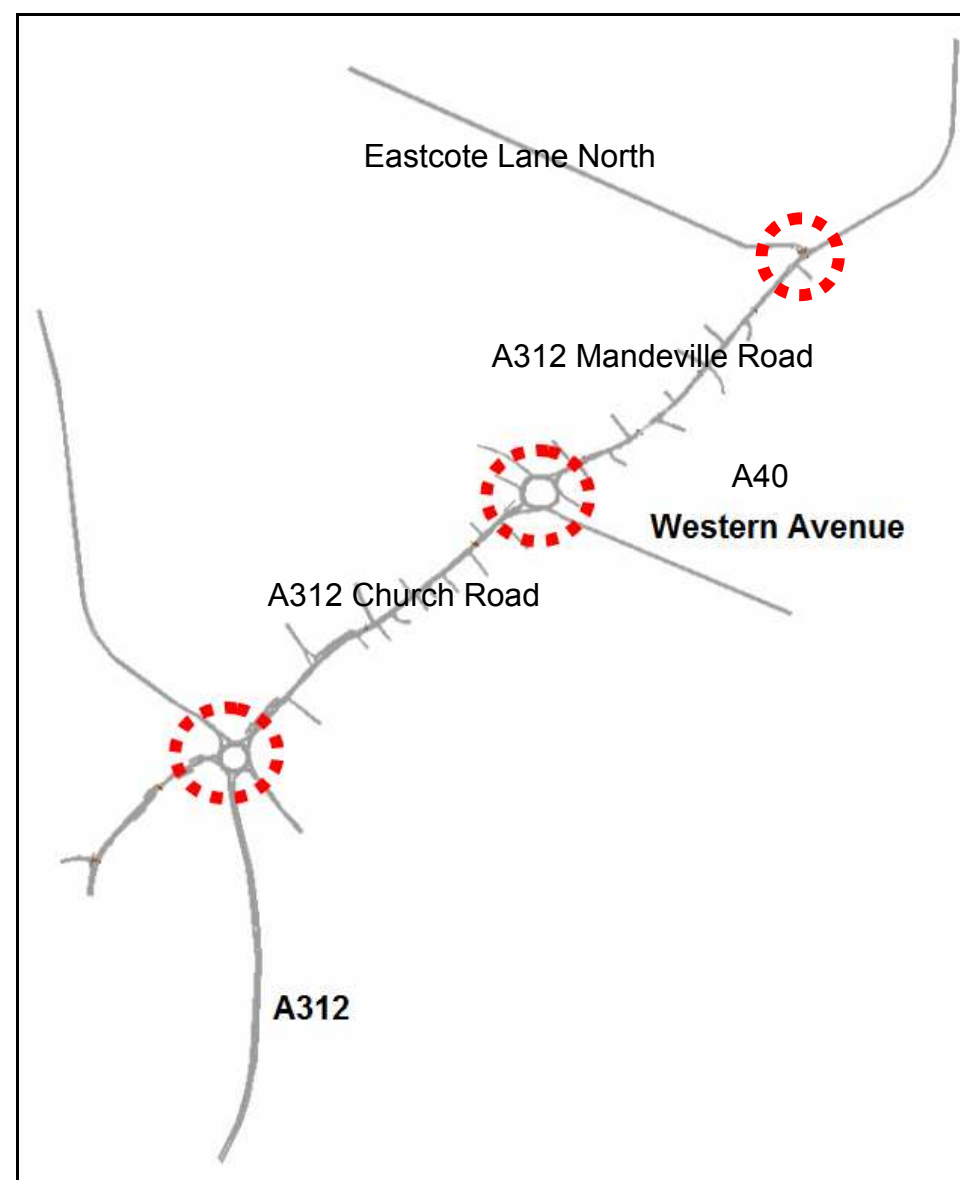 Eastcote Lane North
A312 Mandeville Road
A40
Western Avenue
A312 Church Road
A312